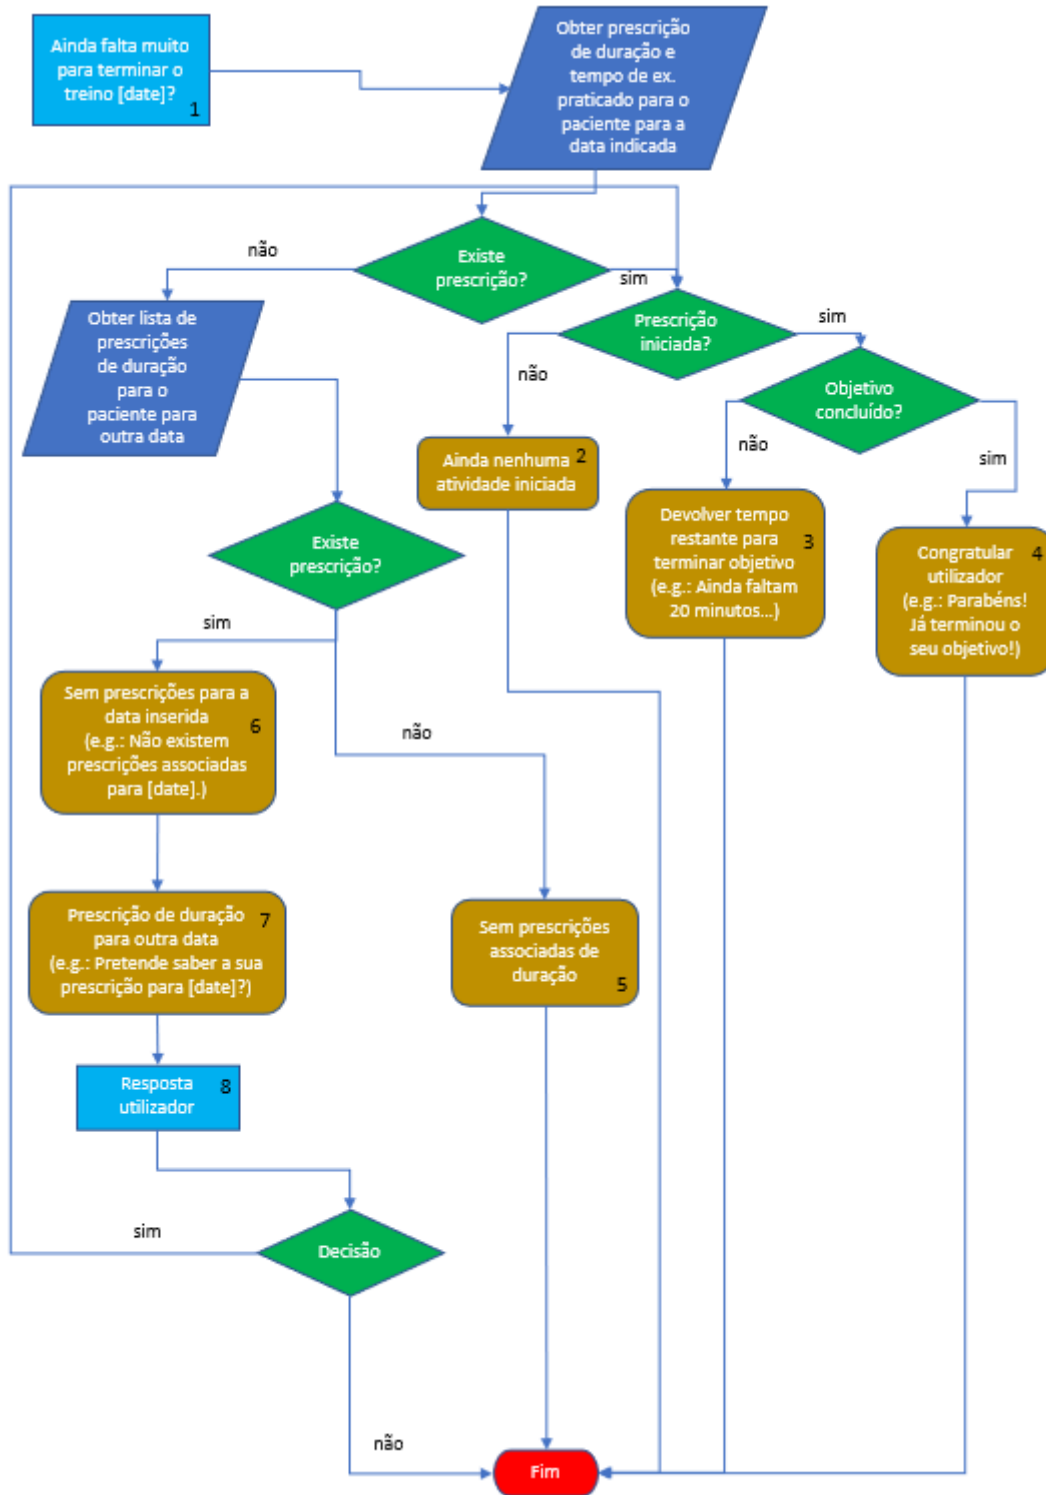 Ainda falta muito
para terminar o
treino [date]?
1
Obter prescrição
de duração e
tempo de ex.
praticado para o
paciente para a
data indicada
Existe
prescrição?
não
sim
Obter lista de
prescrições
de duração
para o
paciente para
outra data
Prescrição
iniciada?
sim
não
Objetivo
concluído?
não
sim
Ainda nenhuma
atividade iniciada
2
Devolver tempo
restante para
terminar objetivo
(e.g.: Ainda faltam
20 minutos...)
3
Congratular
utilizador
(e.g.: Parabéns!
Já terminou o
seu objetivo!)
4
Existe
prescrição?
sim
não
Sem prescrições para a
data inserida
(e.g.: Não existem
prescrições associadas
para [date].)
6
Prescrição de duração
para outra data
(e.g.: Pretende saber a sua
prescrição para [date]?)
7
Sem prescrições
associadas de
duração
5
Resposta
utilizador
8
Decisão
sim
não
Fim